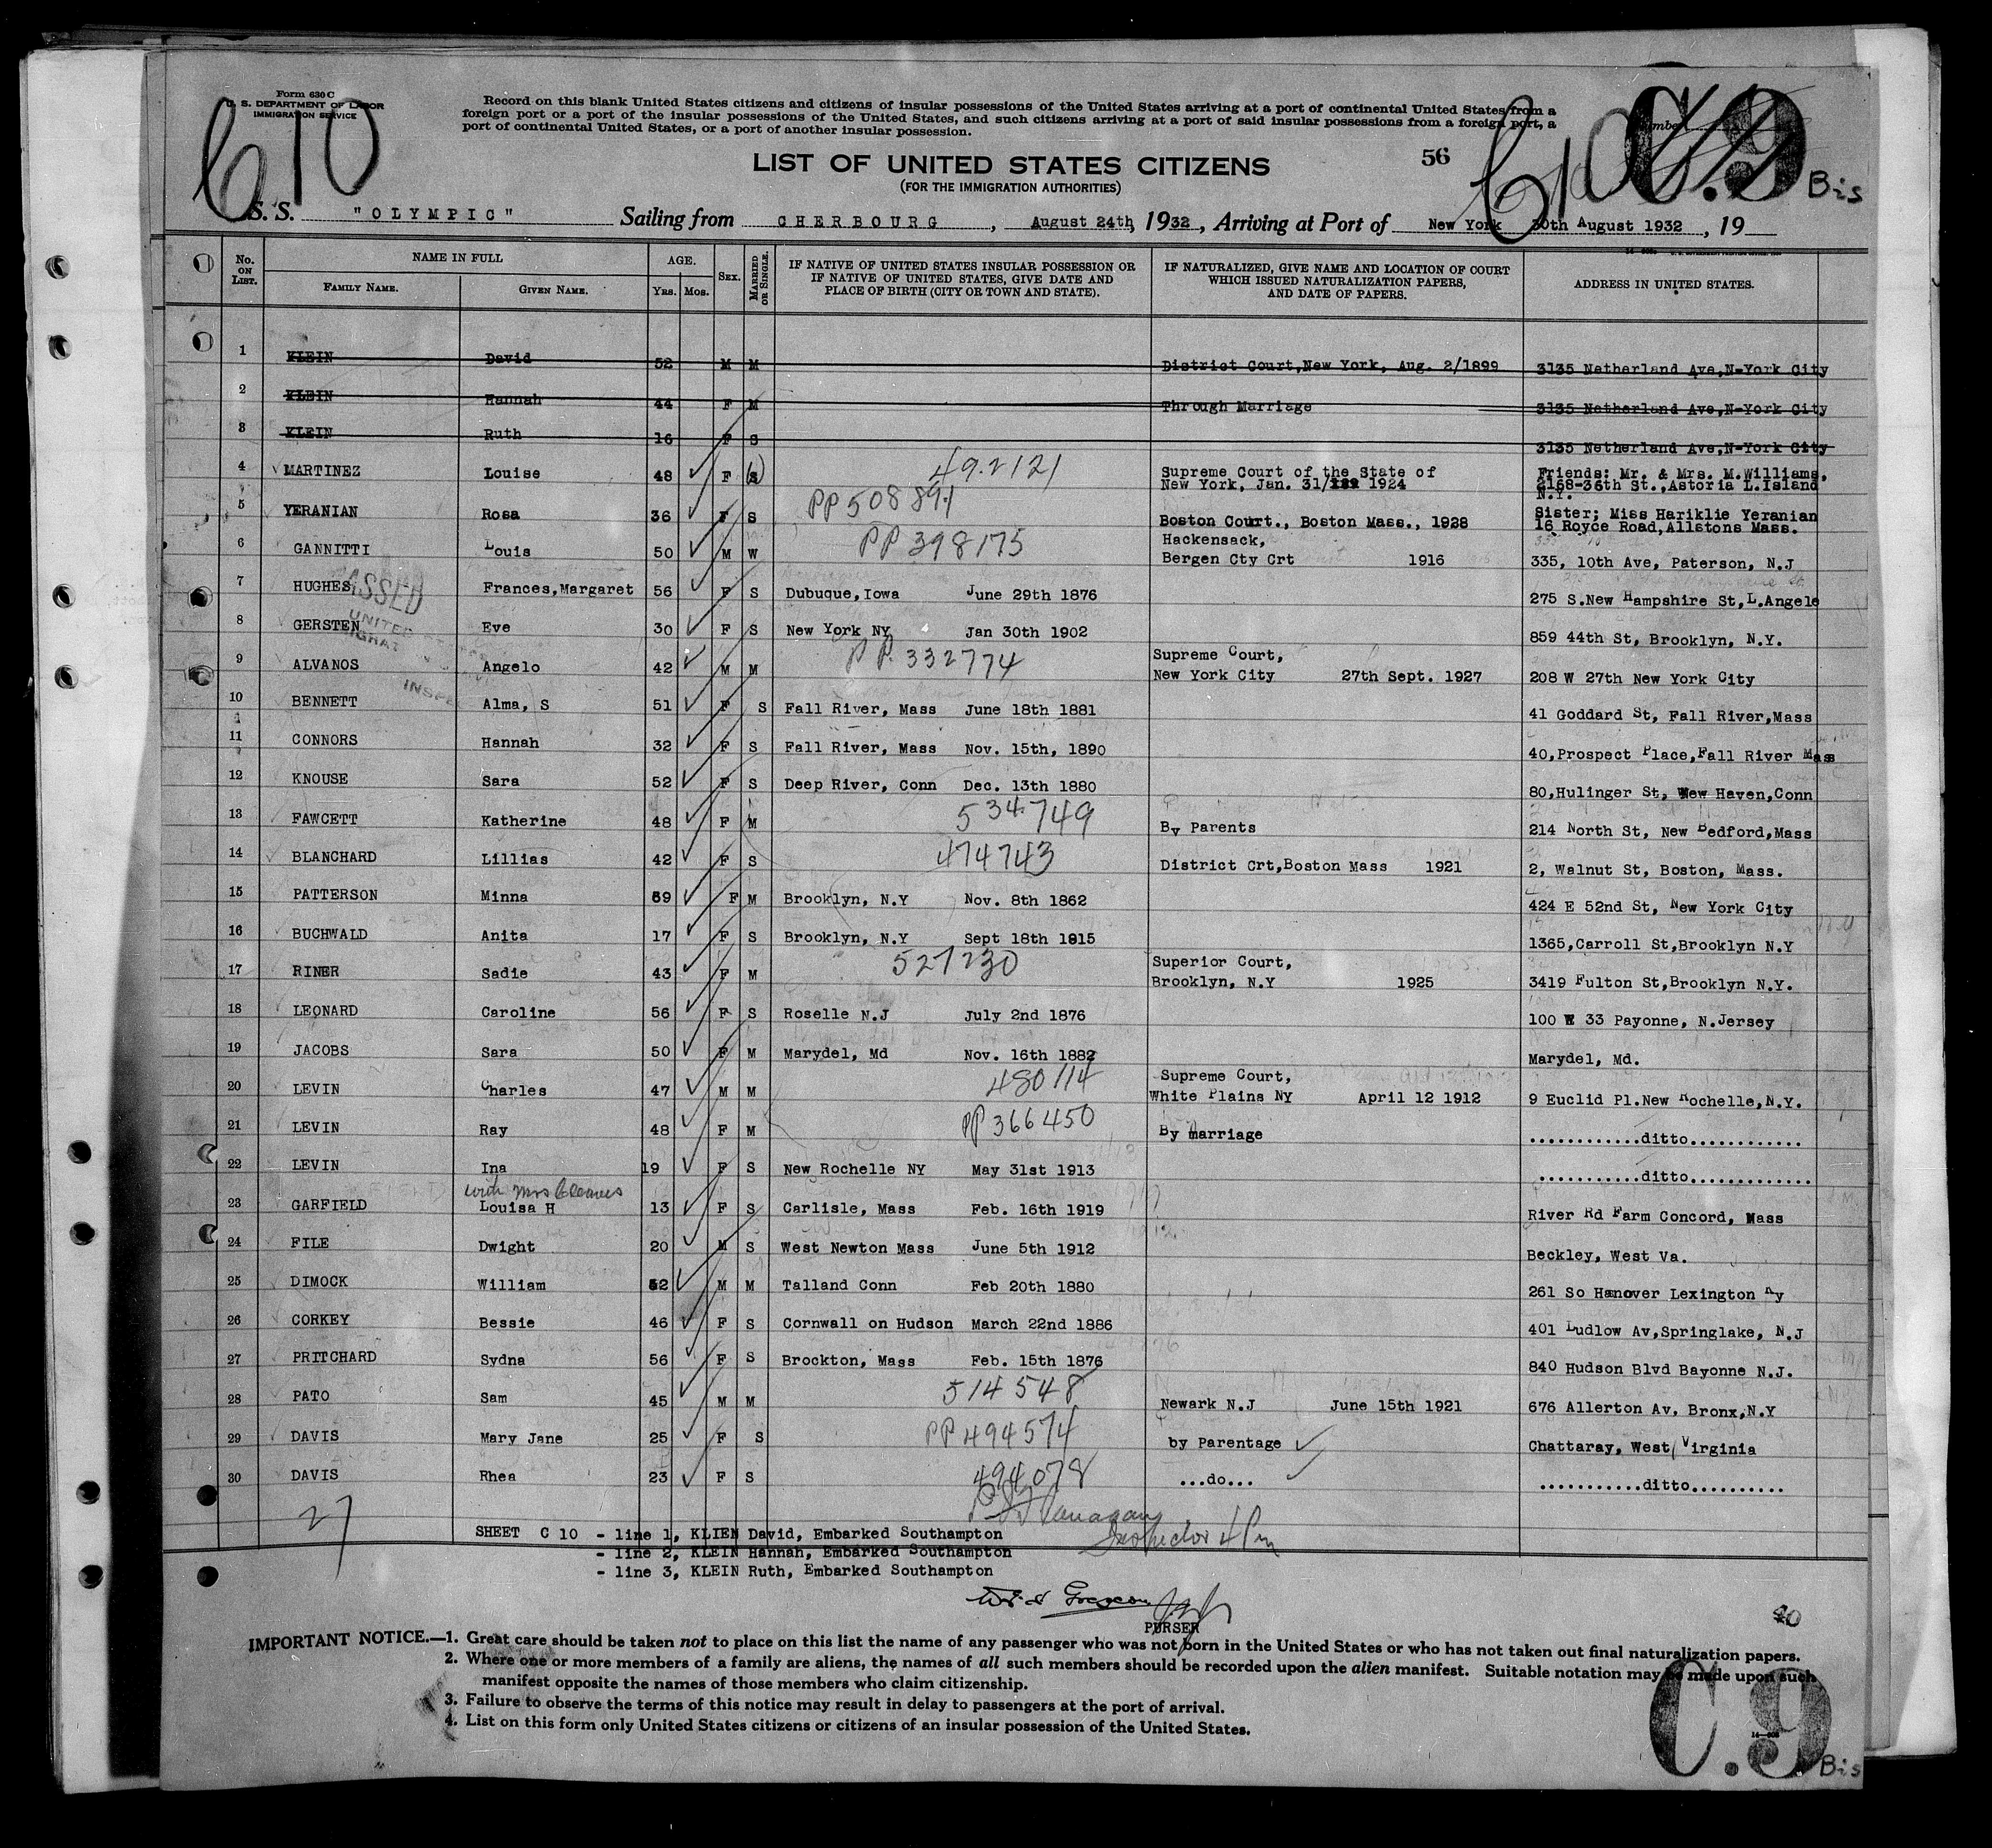 Form 630 C
U. S. DEPARTMENT OF LABOR
IMMIGRATION SERVICE
C 10
Record on this blank United States citizens and citizens of insular possessions of the United States arriving at a port of continental United States from a
foreign port or a port of the insular possessions of the United States, and such citizens arriving at a port of said insular possessions from a foreign port, a
port of continental United States, or a port of another insular possession.
LIST OF UNITED STATES CITIZENS
(FOR THE IMMIGRATION AUTHORITIES)
56
C 10
C.9
Bis
S. S. "OLYMPIC" Sailing from CHERBOURG, August 24th, 1932, Arriving at Port of New York 30th August 1932, 19
No. ON LIST. NAME IN FULL FAMILY NAME. GIVEN NAME. AGE. YRS. MOS. SEX. MARRIED OR SINGLE. IF NATIVE OF UNITED STATES INSULAR POSSESSION OR IF NATIVE OF UNITED STATES, GIVE DATE AND PLACE OF BIRTH (CITY OR TOWN AND STATE). IF NATURALIZED, GIVE NAME AND LOCATION OF COURT WHICH ISSUED NATURALIZATION PAPERS, AND DATE OF PAPERS. ADDRESS IN UNITED STATES.
1 KLEIN David 52 M M District Court,New York, Aug. 2/1899 3135 Netherland Ave,N-York City
2 KLEIN Hannah 44 F M Through Marriage 3135 Netherland Ave,N-York City
3 KLEIN Ruth 16 F S 3135 Netherland Ave,N-York City
4 MARTINEZ Louise 48 F S 492121 Supreme Court of the State of New York, Jan. 31/ 1924 Friends: Mr. & Mrs. M.Williams, 2168-36th St.,Astoria L.Island N.Y.
5 YERANIAN Rosa 36 F S PP 508891 Boston Court., Boston Mass., 1928 Sister; Miss Hariklie Yeranian 16 Royce Road,Allstons Mass.
6 GANNITTI Louis 50 M W PP 398175 Hackensack, Bergen Cty Crt 1916 335, 10th Ave, Paterson, N.J
7 HUGHES Frances,Margaret 56 F S Dubuque,Iowa June 29th 1876 275 S.New Hampshire St,L.Angele
8 GERSTEN Eve 30 F S New York NY Jan 30th 1902 859 44th St, Brooklyn, N.Y.
9 ALVANOS Angelo 42 M M PP. 332774 Supreme Court, New York City 27th Sept. 1927 208 W 27th New York City
10 BENNETT Alma, S 51 F S Fall River, Mass June 18th 1881 41 Goddard St, Fall River,Mass
11 CONNORS Hannah 32 F S Fall River, Mass Nov. 15th, 1890 40,Prospect Place,Fall River Mass
12 KNOUSE Sara 52 F S Deep River, Conn Dec. 13th 1880 80,Hulinger St, New Haven,Conn
13 FAWCETT Katherine 48 F M 534749 By Parents 214 North St, New Bedford,Mass
14 BLANCHARD Lillias 42 F S 474743 District Crt,Boston Mass 1921 2, Walnut St, Boston, Mass.
15 PATTERSON Minna 69 F M Brooklyn, N.Y Nov. 8th 1862 424 E 52nd St, New York City
16 BUCHWALD Anita 17 F S Brooklyn, N.Y Sept 18th 1915 1365,Carroll St,Brooklyn N.Y
17 RINER Sadie 43 F M 527230 Superior Court, Brooklyn, N.Y 1925 3419 Fulton St,Brooklyn N.Y.
18 LEONARD Caroline 56 F S Roselle N.J July 2nd 1876 100 W 33 Payonne, N.Jersey
19 JACOBS Sara 50 F M Marydel, Md Nov. 16th 1882 Marydel, Md.
20 LEVIN Charles 47 M M 480114 Supreme Court, White Plains NY April 12 1912 9 Euclid Pl.New Rochelle,N.Y.
21 LEVIN Ray 48 F M PP 366450 By marriage ............ditto............
22 LEVIN Ina 19 F S New Rochelle NY May 31st 1913 ...........ditto.............
with Mrs Cleaves
23 GARFIELD Louisa H 13 F S Carlisle, Mass Feb. 16th 1919 River Rd Farm Concord, Mass
24 FILE Dwight 20 M S West Newton Mass June 5th 1912 Beckley, West Va.
25 DIMOCK William 52 M M Talland Conn Feb 20th 1880 261 So Hanover Lexington Ky
26 CORKEY Bessie 46 F S Cornwall on Hudson March 22nd 1886 401 Ludlow Av,Springlake, N.J
27 PRITCHARD Sydna 56 F S Brockton, Mass Feb. 15th 1876 840 Hudson Blvd Bayonne N.J.
28 PATO Sam 45 M M 514548 Newark N.J June 15th 1921 676 Allerton Av, Bronx,N.Y
29 DAVIS Mary Jane 25 F S PP 494574 by Parentage Chattaray, West Virginia
30 DAVIS Rhea 23 F S 494078 ...do... ...........ditto..........
27
Inspector
SHEET C 10 - line 1, KLIEN David, Embarked Southampton
- line 2, KLEIN Hannah, Embarked Southampton
- line 3, KLEIN Ruth, Embarked Southampton
PURSER
IMPORTANT NOTICE.—1. Great care should be taken not to place on this list the name of any passenger who was not born in the United States or who has not taken out final naturalization papers.
2. Where one or more members of a family are aliens, the names of all such members should be recorded upon the alien manifest. Suitable notation may be made upon such
manifest opposite the names of those members who claim citizenship.
3. Failure to observe the terms of this notice may result in delay to passengers at the port of arrival.
4. List on this form only United States citizens or citizens of an insular possession of the United States.
C.9
Bis